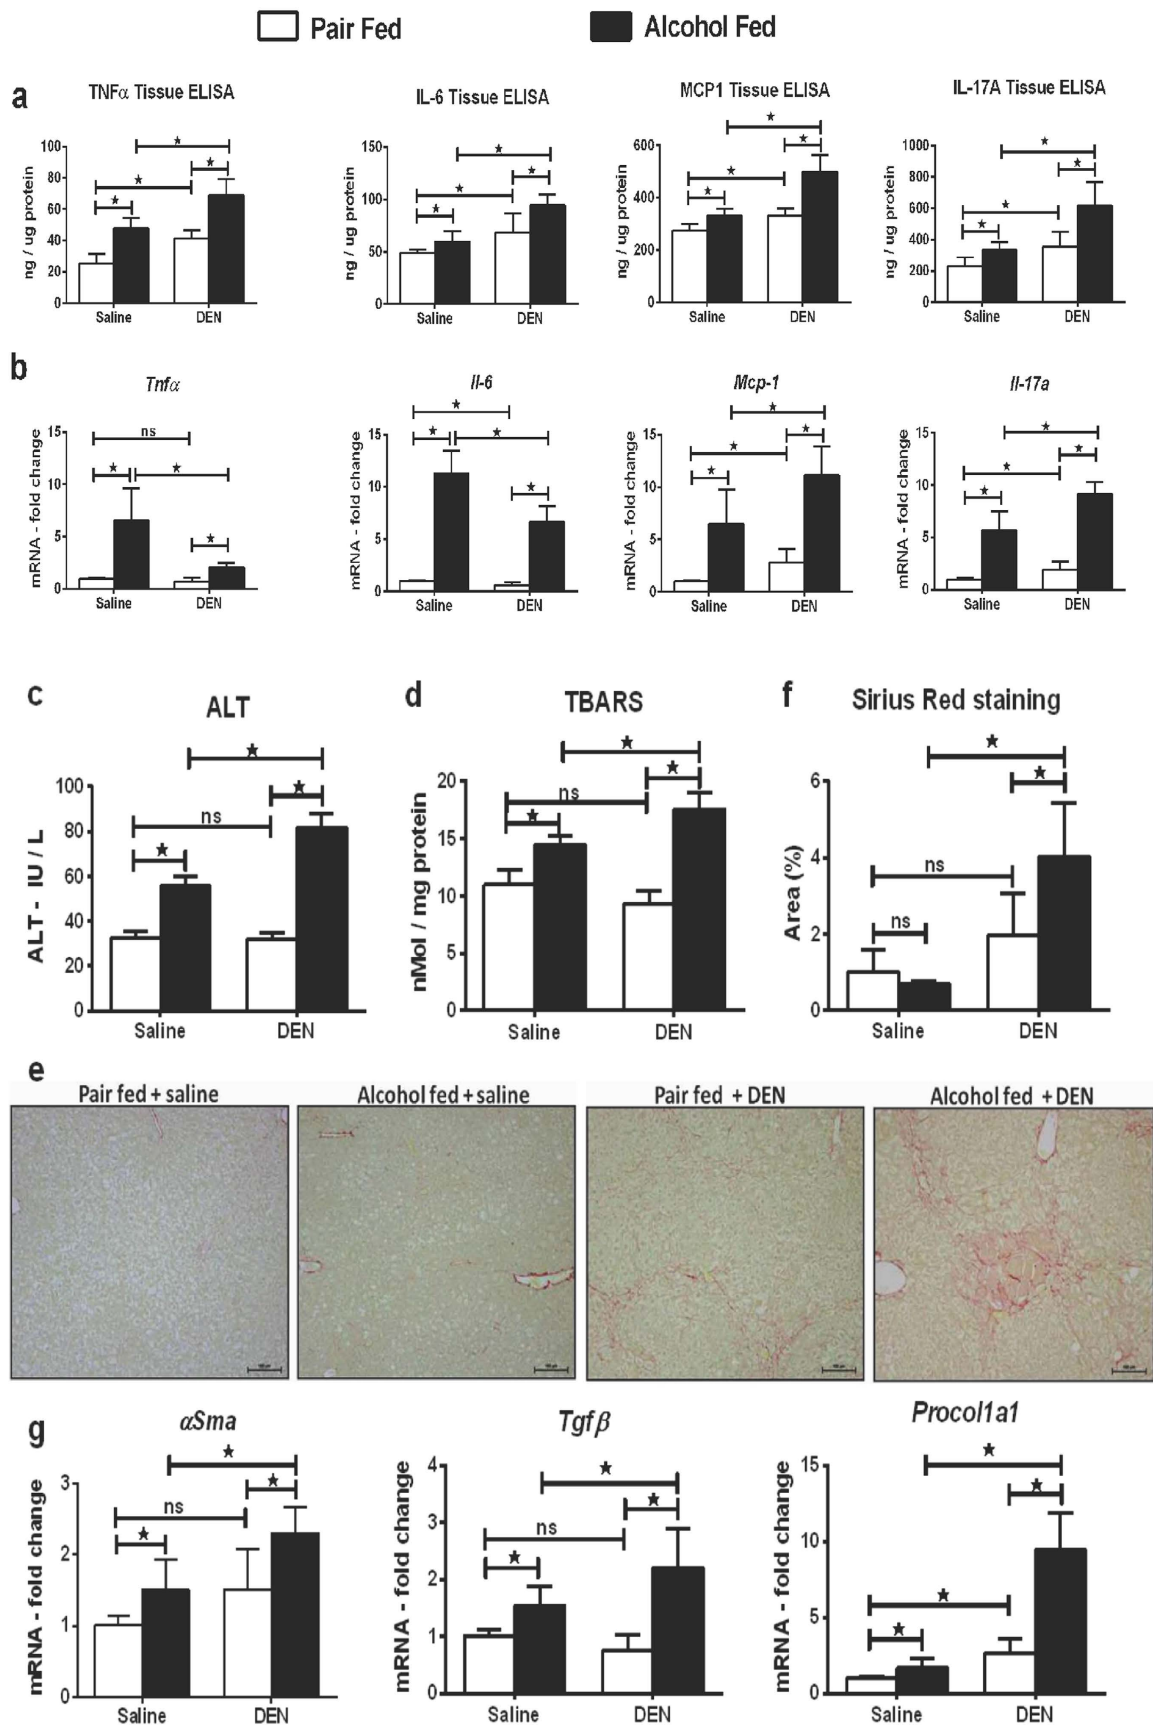 Pair Fed Alcohol Fed
a
TNFα Tissue ELISA
ng / ug protein
100
80
60
40
20
0
★
★
★
★
Saline DEN
IL-6 Tissue ELISA
ng / ug protein
150
100
50
0
★
★
★
★
Saline DEN
MCP1 Tissue ELISA
ng / ug protein
600
400
200
0
★
★
★
★
Saline DEN
IL-17A Tissue ELISA
ng / ug protein
1000
800
600
400
200
0
★
★
★
★
Saline DEN
b
Tnfα
mRNA - fold change
15
10
5
0
ns
★
★
★
Saline DEN
Il-6
mRNA - fold change
15
10
5
0
★
★
★
★
Saline DEN
Mcp-1
mRNA - fold change
15
10
5
0
★
★
★
★
Saline DEN
Il-17a
mRNA - fold change
15
10
5
0
★
★
★
★
Saline DEN
c
ALT
ALT - IU / L
100
80
60
40
20
0
★
★
ns
★
Saline DEN
d
TBARS
nMol / mg protein
20
15
10
5
0
★
★
ns
★
Saline DEN
f
Sirius Red staining
Area (%)
6
4
2
0
★
★
ns
ns
Saline DEN
e
Pair fed + saline Alcohol fed + saline Pair fed + DEN Alcohol fed + DEN
g
αSma
mRNA - fold change
3
2
1
0
★
★
ns
★
Saline DEN
Tgfβ
mRNA - fold change
4
3
2
1
0
★
★
ns
★
Saline DEN
Procol1a1
mRNA - fold change
15
10
5
0
★
★
★
★
Saline DEN